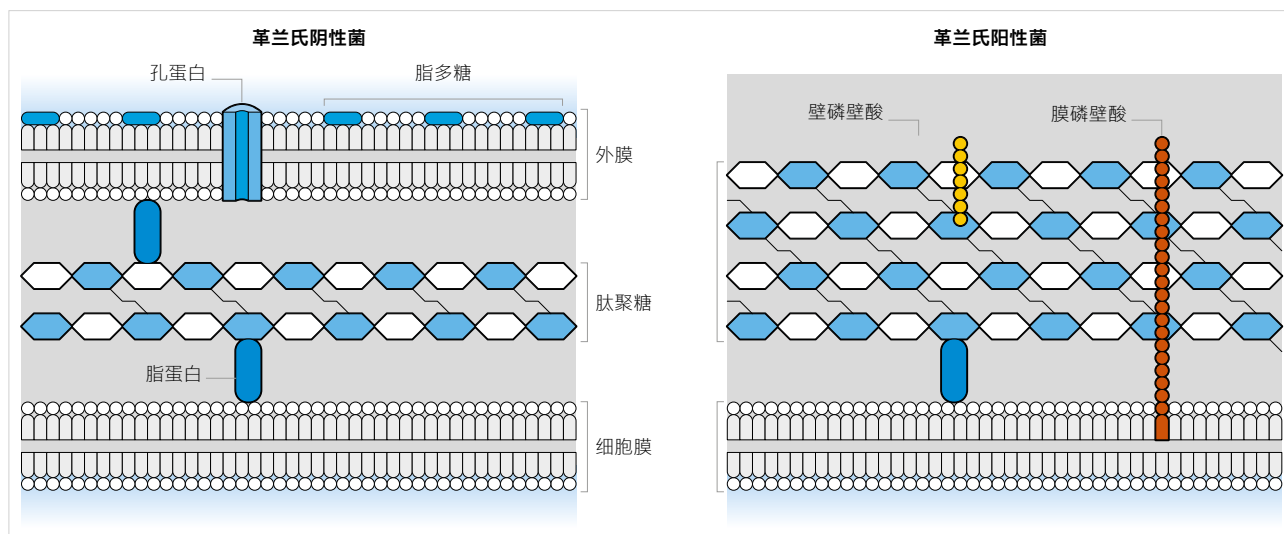 革兰氏阴性菌
革兰氏阳性菌
孔蛋白
脂多糖
壁磷壁酸
膜磷壁酸
外膜
肽聚糖
脂蛋白
细胞膜